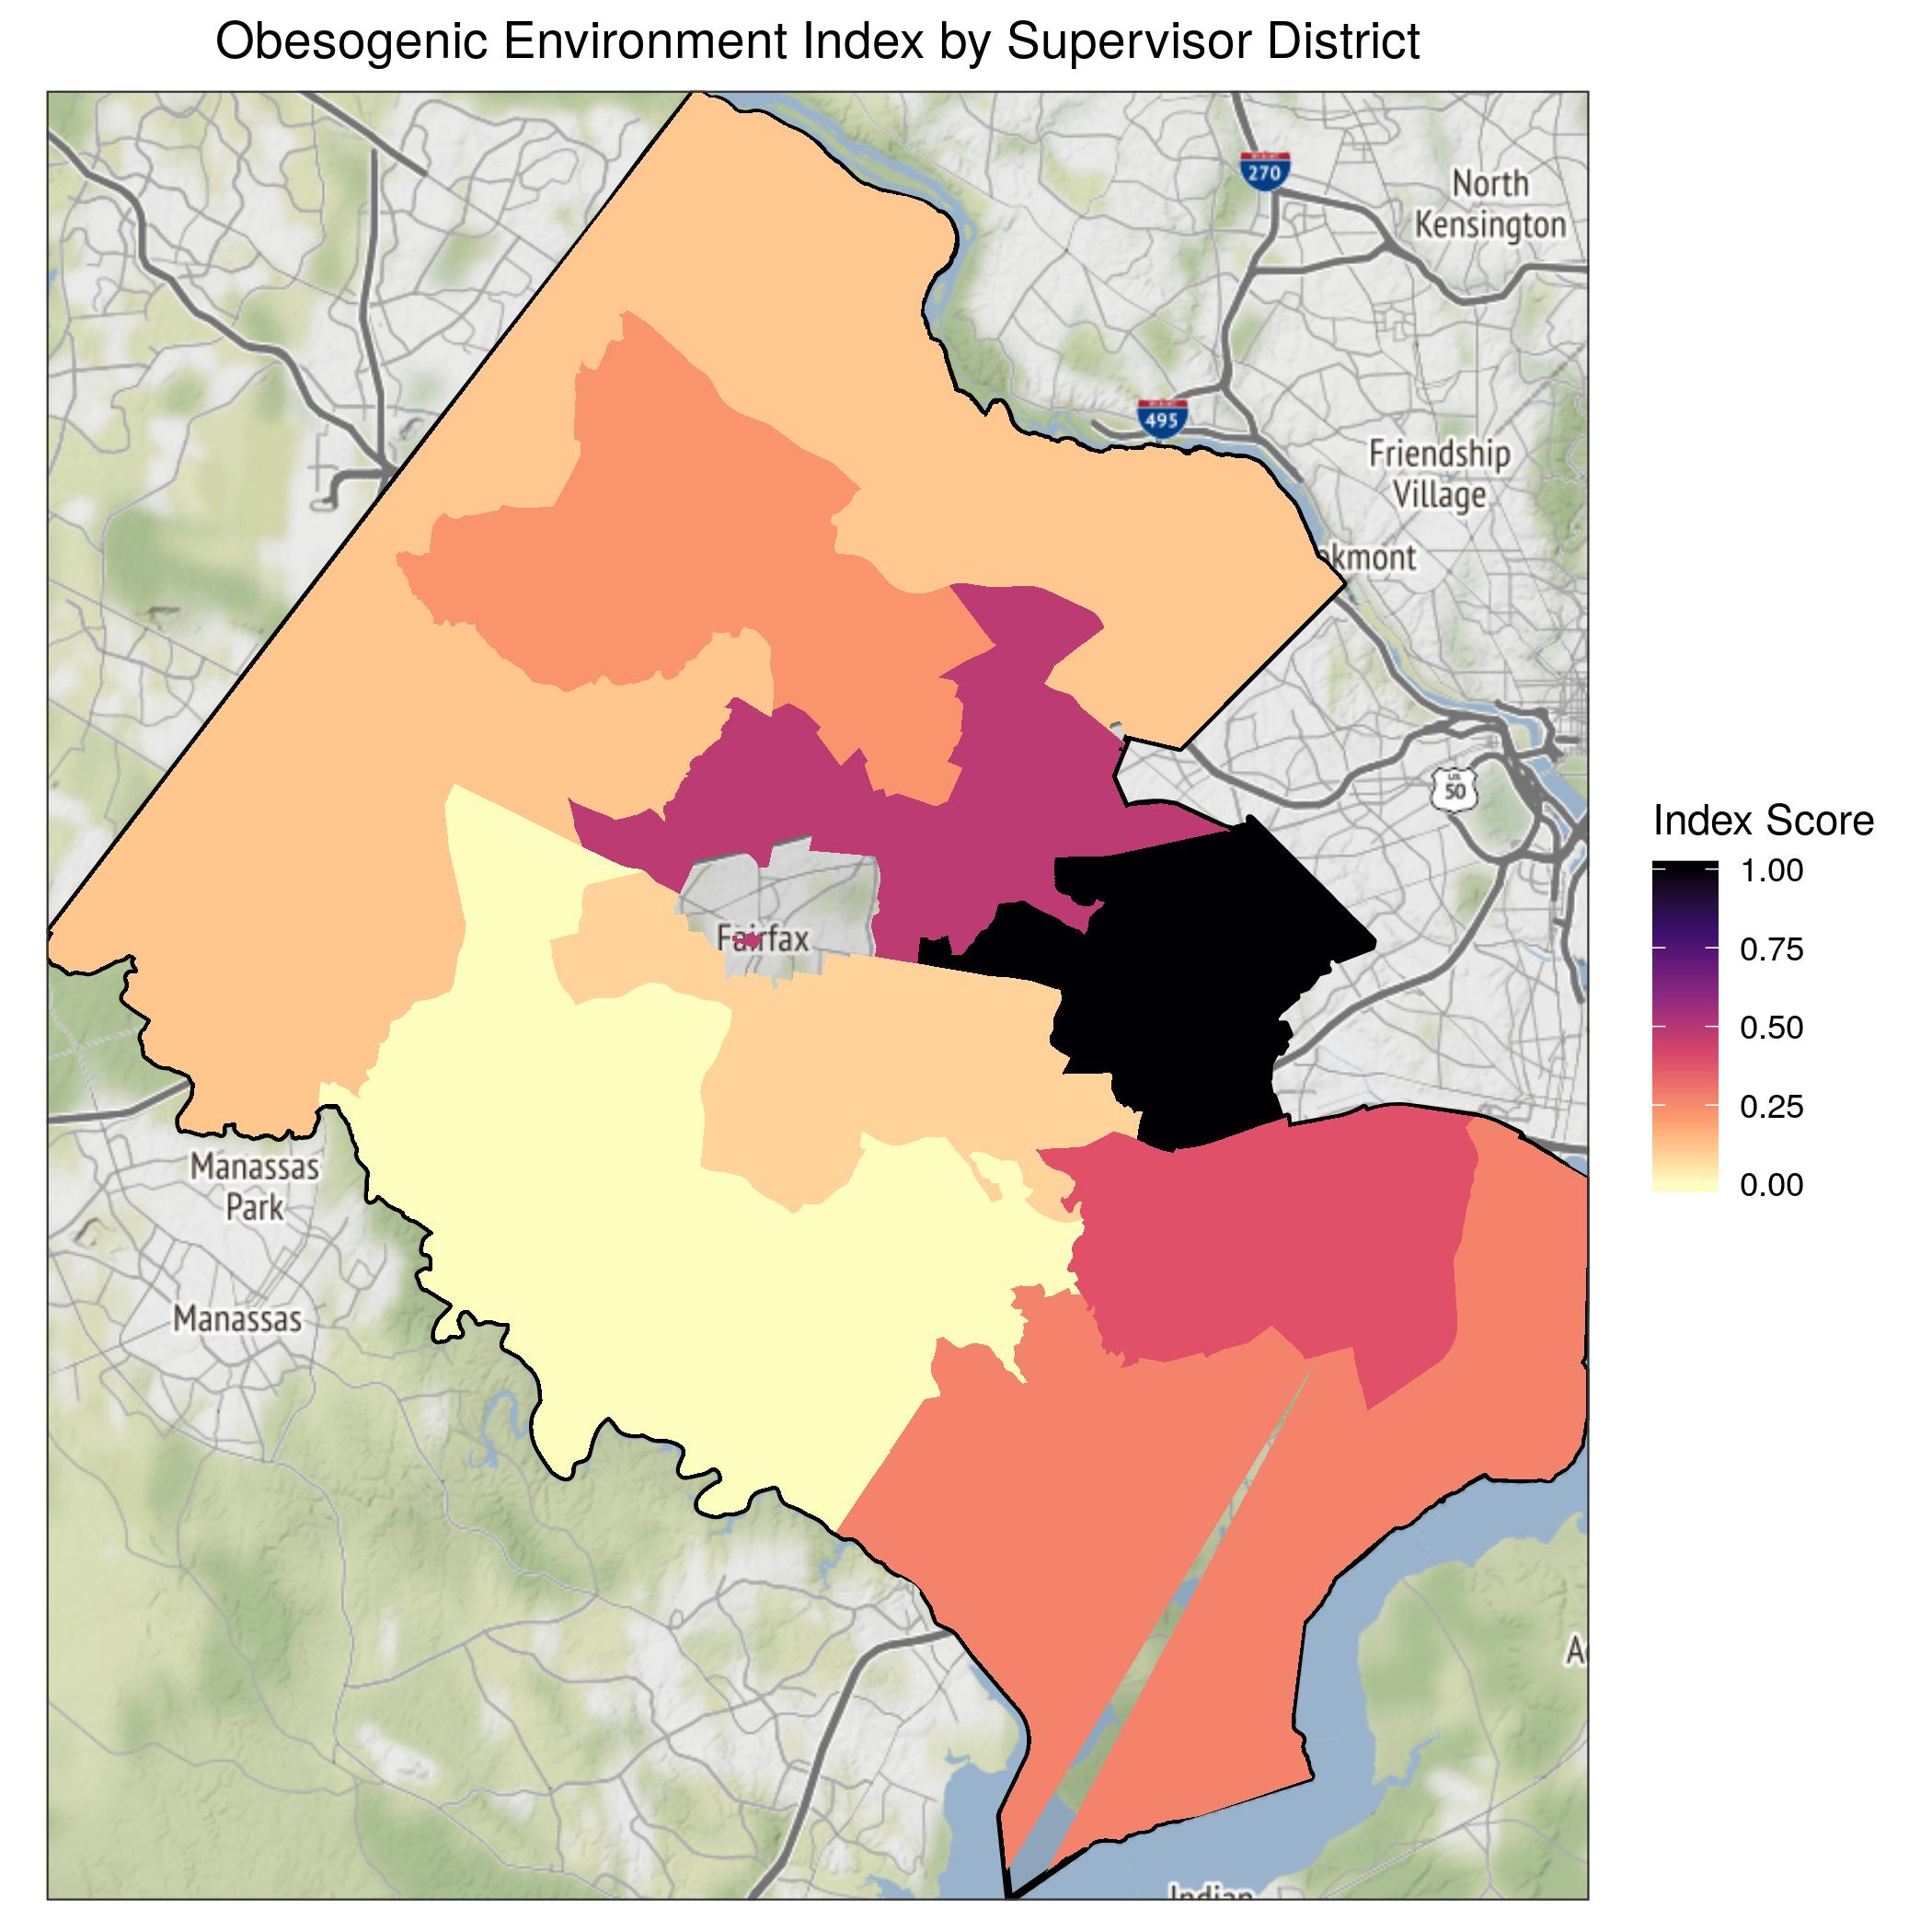 Obesogenic Environment Index by Supervisor District
270
North
Kensington
495
Friendship
Village
okmont
US
50
Index Score
1.00
0.75
0.50
0.25
0.00
Fairfax
Manassas
Park
Manassas
Indian